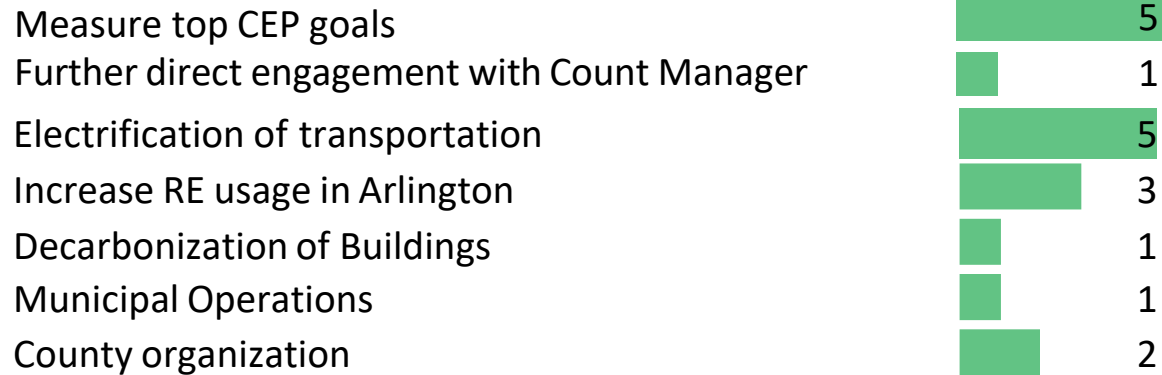 Measure top CEP goals 5
Further direct engagement with Count Manager 1
Electrification of transportation 5
Increase RE usage in Arlington 3
Decarbonization of Buildings 1
Municipal Operations 1
County organization 2